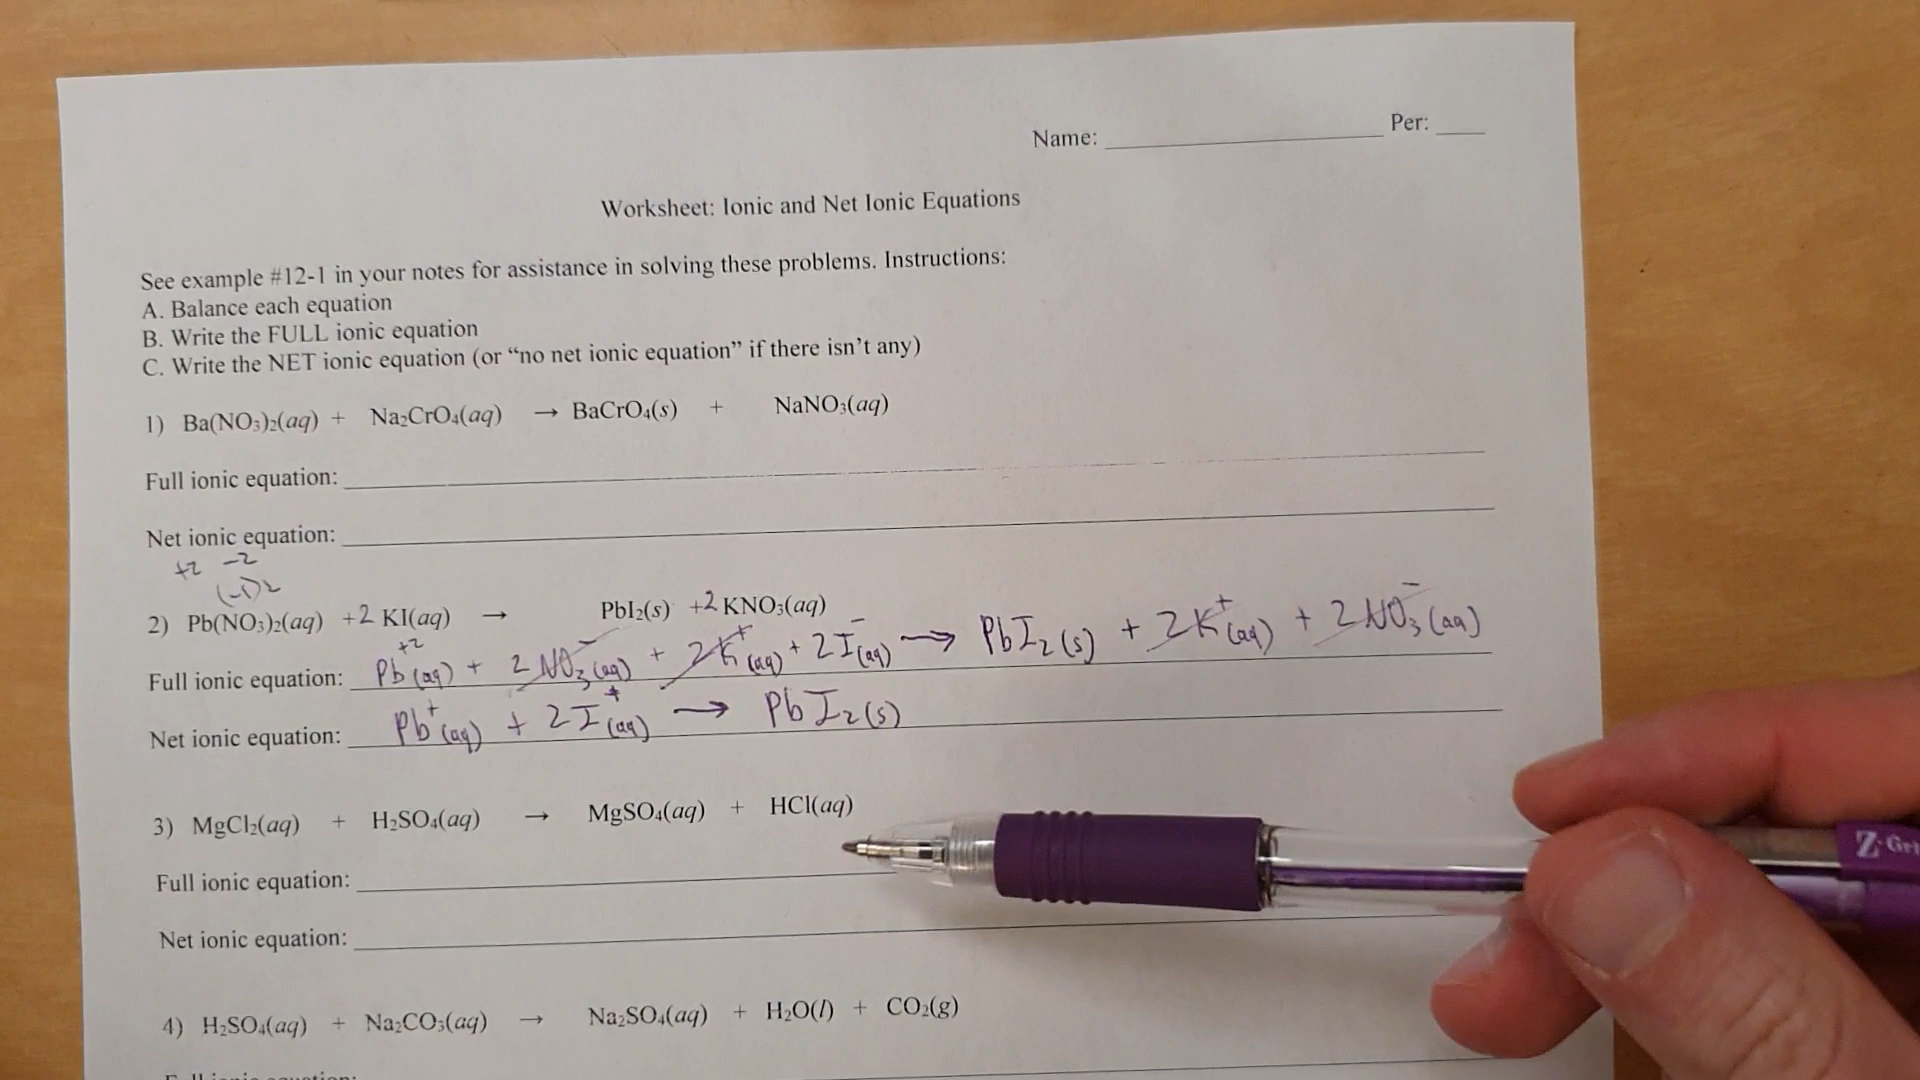 Name: ____ Per: ____
Worksheet: Ionic and Net Ionic Equations
See example #12-1 in your notes for assistance in solving these problems. Instructions:
A. Balance each equation
B. Write the FULL ionic equation
C. Write the NET ionic equation (or “no net ionic equation” if there isn’t any)
1) Ba(NO₃)₂(aq) + Na₂CrO₄(aq) → BaCrO₄(s) + NaNO₃(aq)
Full ionic equation:
Net ionic equation:
+2 -2
(-1)2
2) Pb(NO₃)₂(aq) +2 KI(aq) → PbI₂(s) +2 KNO₃(aq)
Full ionic equation: Pb⁺²(aq) + 2 NO₃⁻(aq) + 2K⁺(aq) + 2I⁻(aq) → PbI₂(s) + 2K⁺(aq) + 2NO₃⁻(aq)
Net ionic equation: Pb⁺(aq) + 2I⁺(aq) → PbI₂(s)
3) MgCl₂(aq) + H₂SO₄(aq) → MgSO₄(aq) + HCl(aq)
Full ionic equation:
Net ionic equation:
4) H₂SO₄(aq) + Na₂CO₃(aq) → Na₂SO₄(aq) + H₂O(l) + CO₂(g)
Full ionic equation: